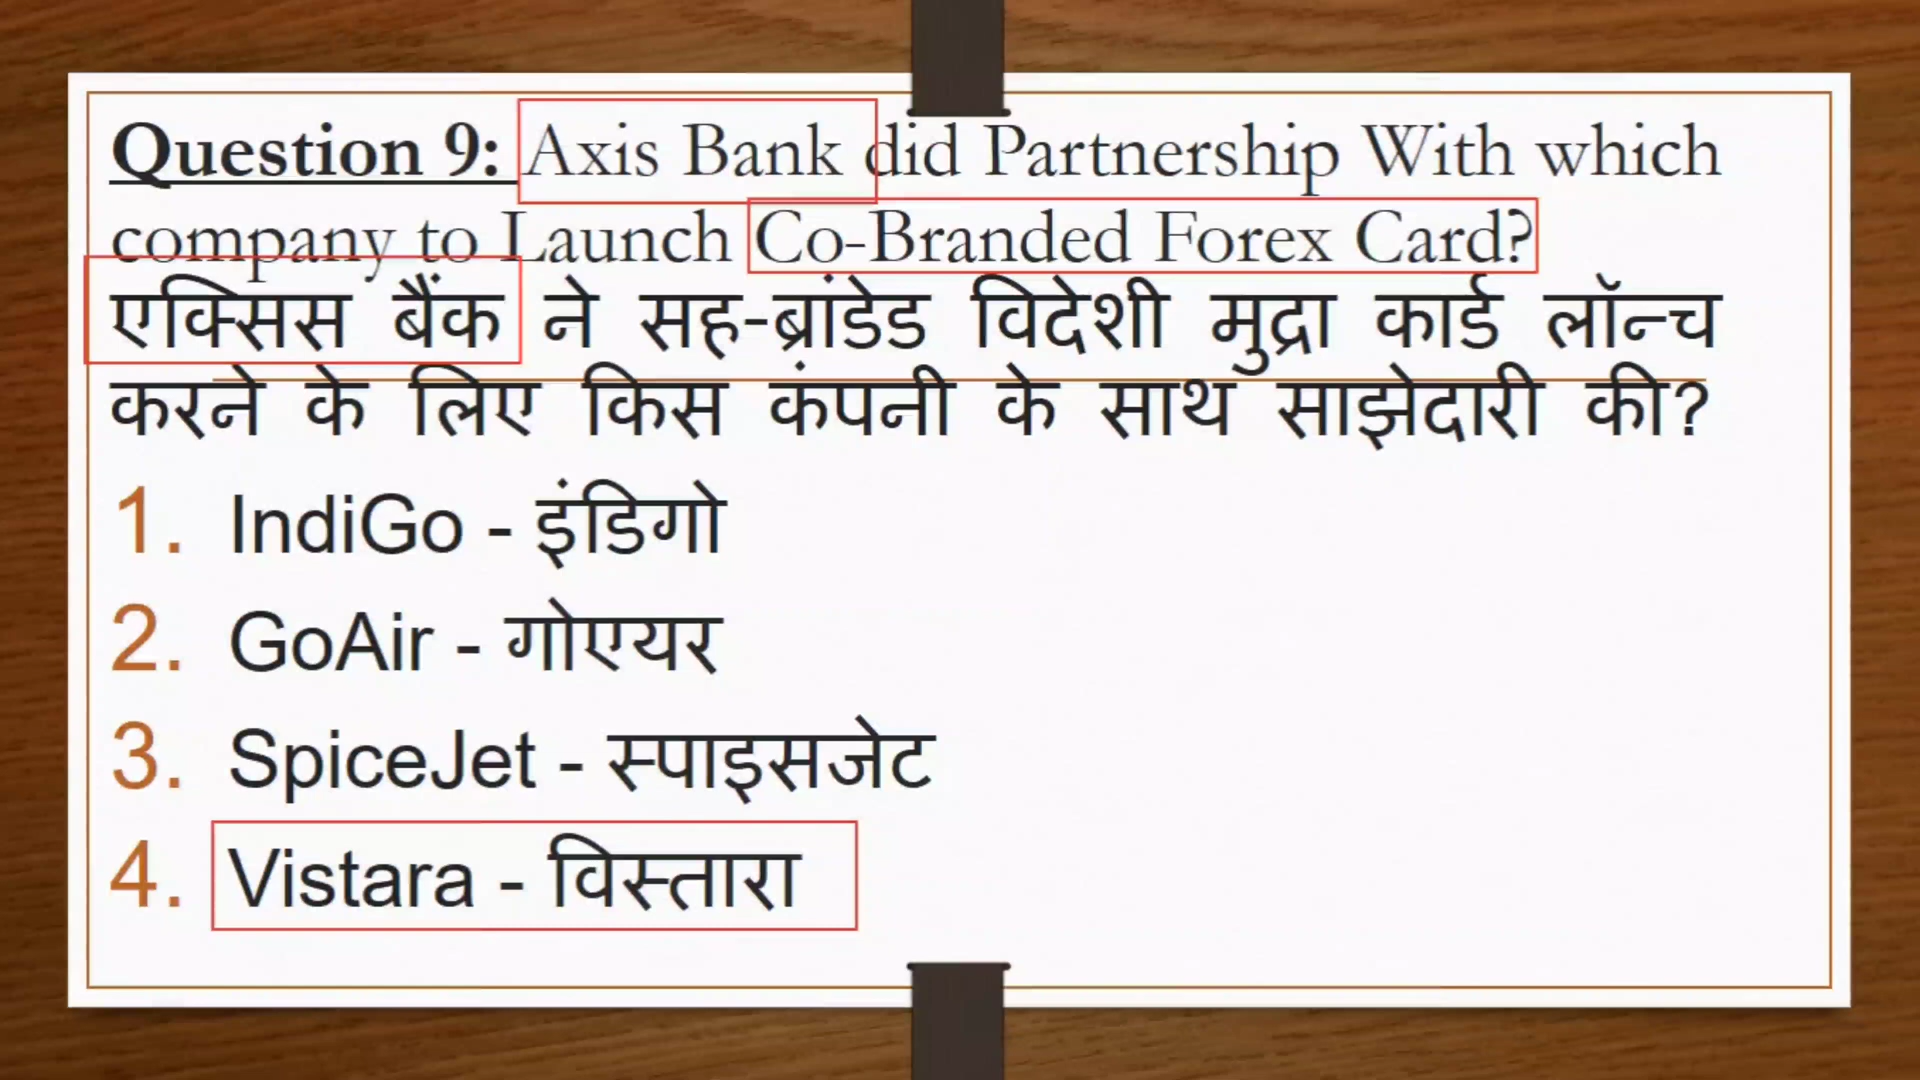 Question 9: Axis Bank did Partnership With which
company to Launch Co-Branded Forex Card?
एक्सिस बैंक ने सह-ब्रांडेड विदेशी मुद्रा कार्ड लॉन्च
करने के लिए किस कंपनी के साथ साझेदारी की?
1. IndiGo - इंडिगो
2. GoAir - गोएयर
3. SpiceJet - स्पाइसजेट
4. Vistara - विस्तारा